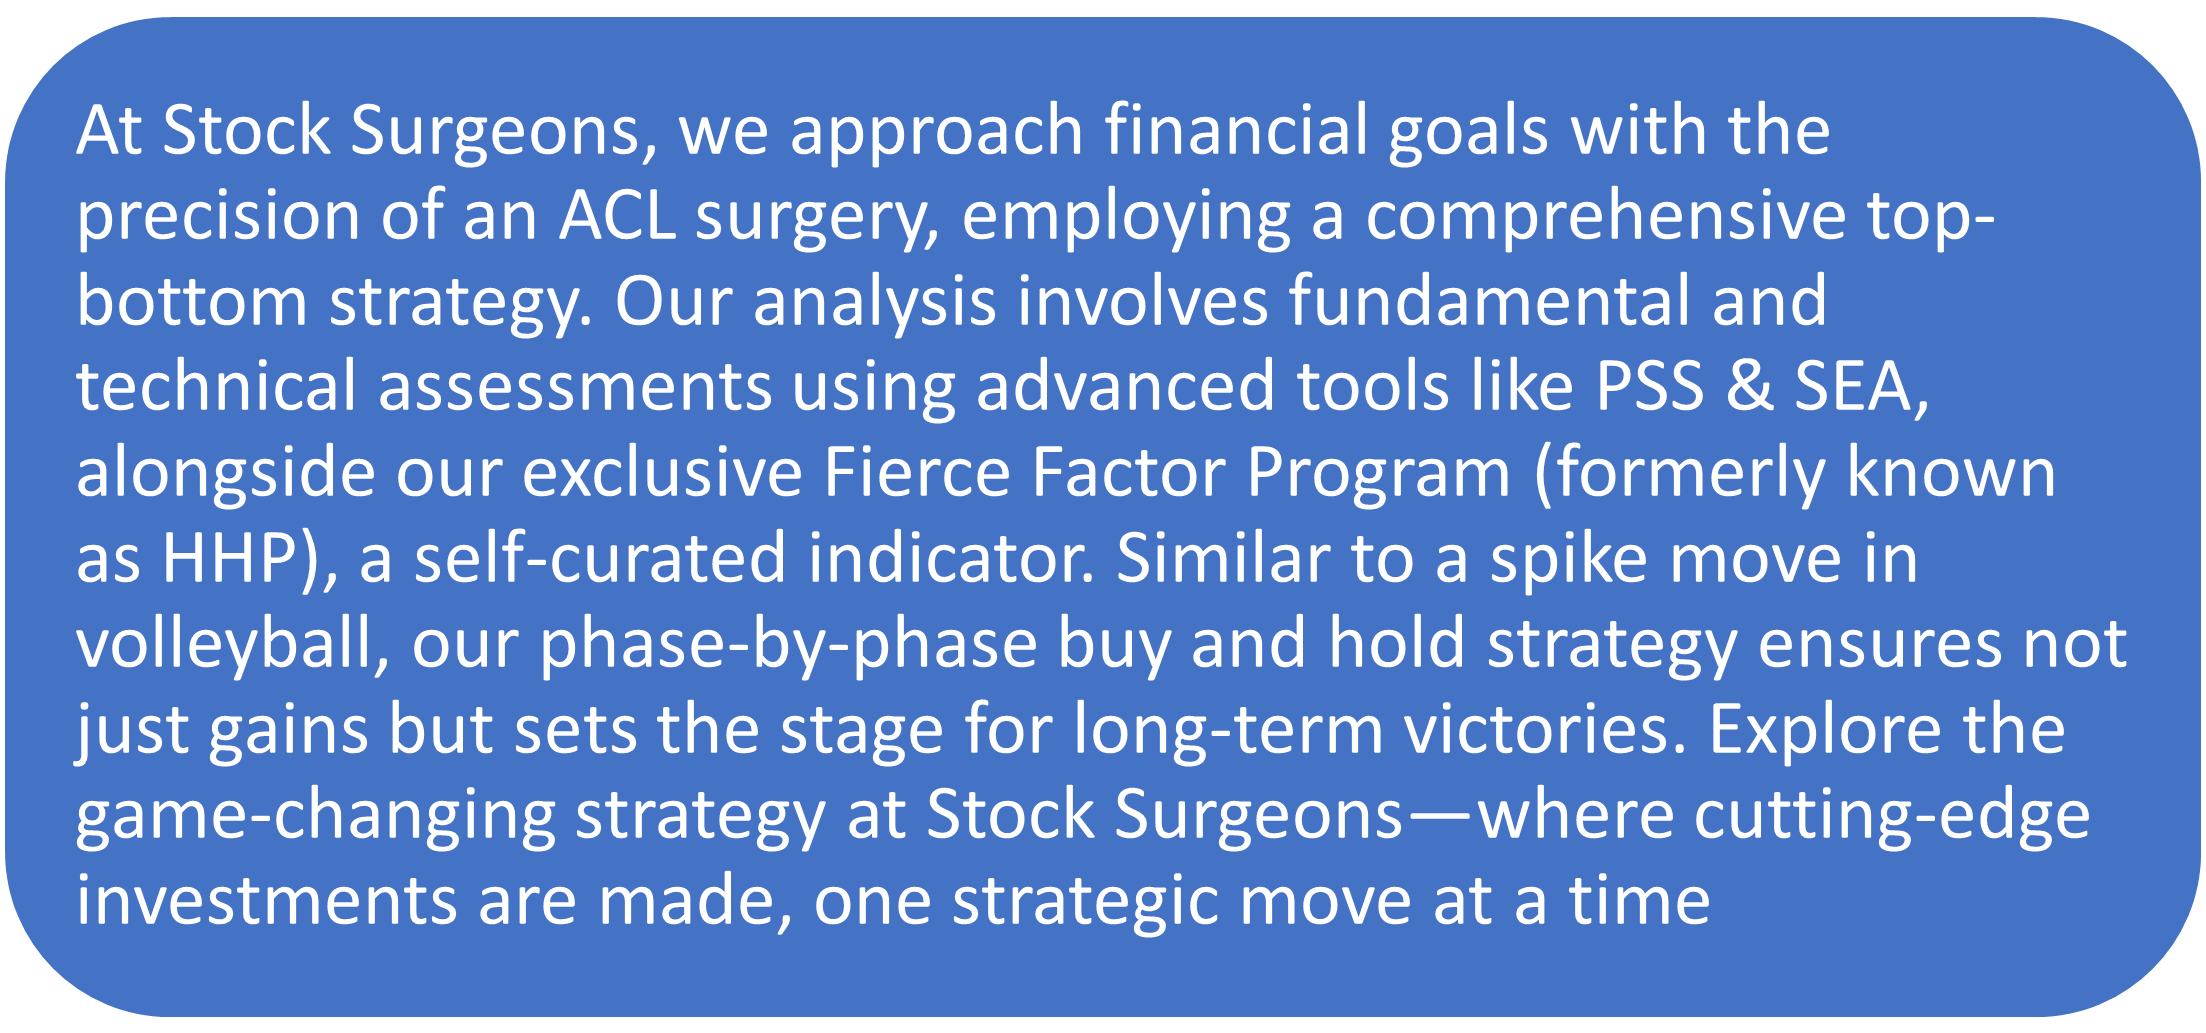 At Stock Surgeons, we approach financial goals with the
precision of an ACL surgery, employing a comprehensive top-
bottom strategy. Our analysis involves fundamental and
technical assessments using advanced tools like PSS & SEA,
alongside our exclusive Fierce Factor Program (formerly known
as HHP), a self-curated indicator. Similar to a spike move in
volleyball, our phase-by-phase buy and hold strategy ensures not
just gains but sets the stage for long-term victories. Explore the
game-changing strategy at Stock Surgeons—where cutting-edge
investments are made, one strategic move at a time